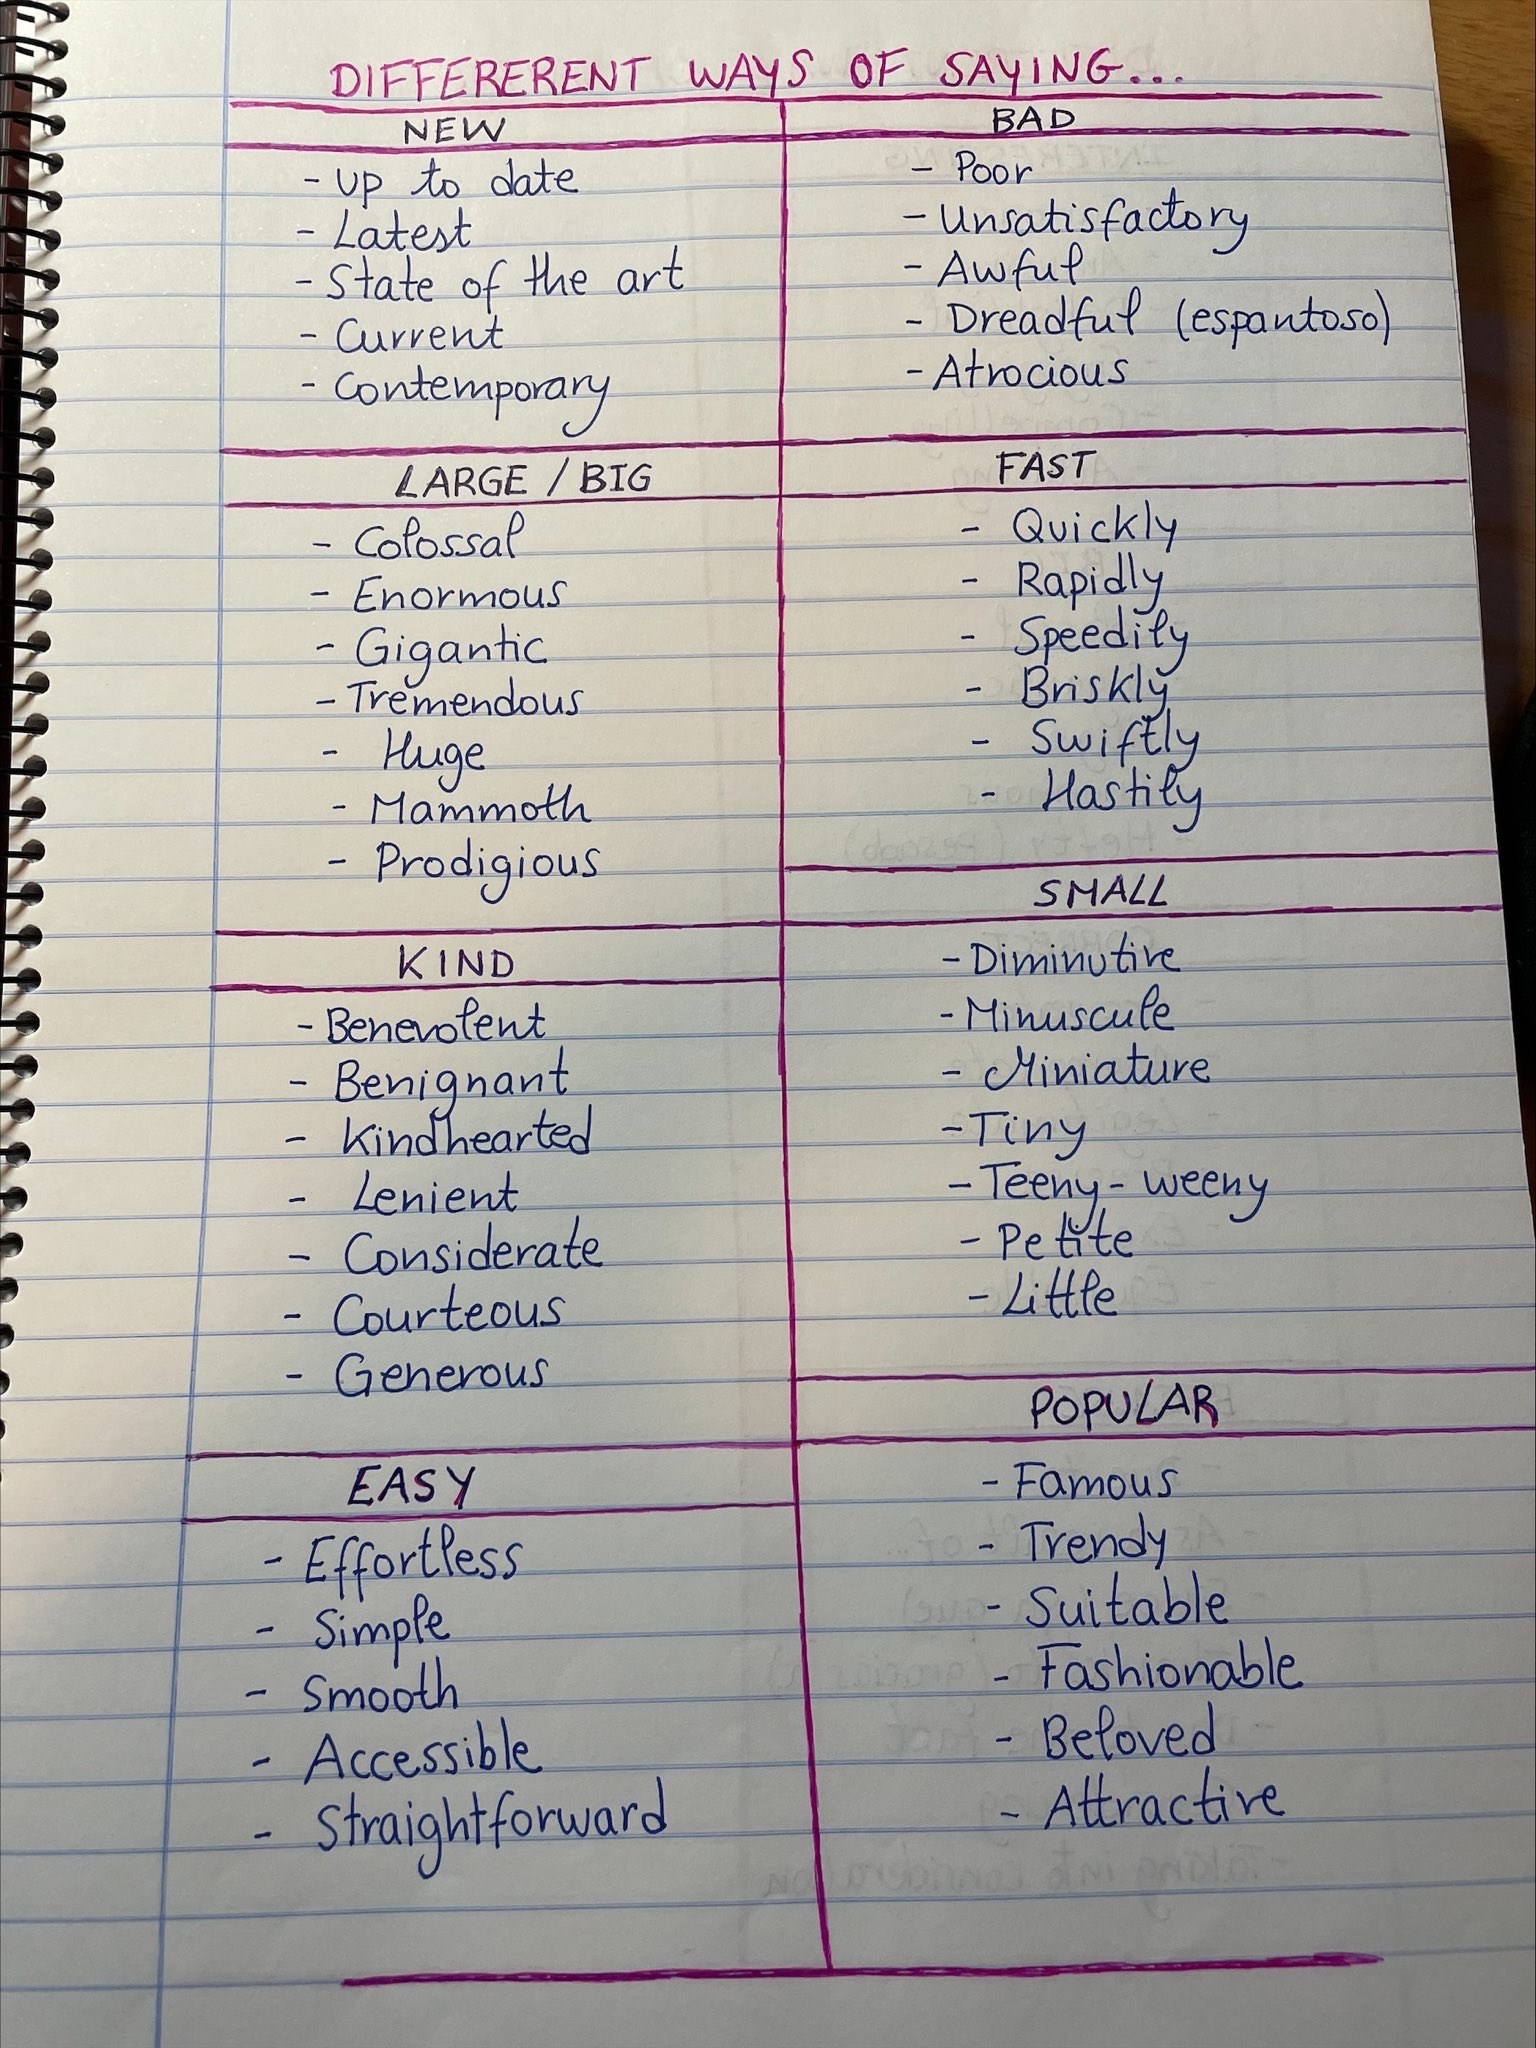 DIFFERERENT WAYS OF SAYING...
NEW
- up to date
- Latest
- State of the art
- Current
- Contemporary
LARGE / BIG
- Colossal
- Enormous
- Gigantic
- Tremendous
- Huge
- Mammoth
- Prodigious
KIND
- Benevolent
- Benignant
- Kindhearted
- Lenient
- Considerate
- Courteous
- Generous
EASY
- Effortless
- Simple
- Smooth
- Accessible
- Straightforward
BAD
- Poor
- Unsatisfactory
- Awful
- Dreadful (espantoso)
- Atrocious
FAST
- Quickly
- Rapidly
- Speedily
- Briskly
- Swiftly
- Hastily
SMALL
- Diminutive
- Minuscule
- Miniature
- Tiny
- Teeny-weeny
- Petite
- Little
POPULAR
- Famous
- Trendy
- Suitable
- Fashionable
- Beloved
- Attractive